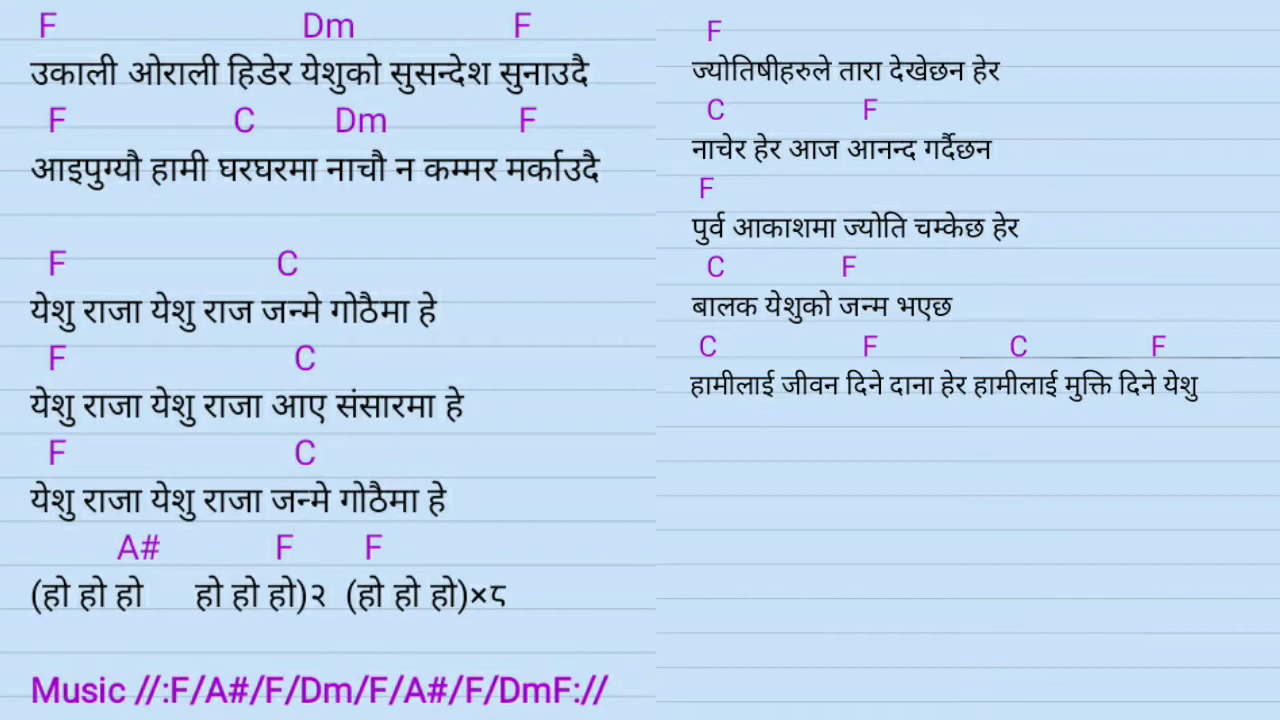 F Dm F
उकाली ओराली हिडेर येशुको सुसन्देश सुनाउदै
F C Dm F
आइपुग्यौ हामी घरघरमा नाचौ न कम्मर मर्काउदै
F C
येशु राजा येशु राज जन्मे गोठैमा हे
F C
येशु राजा येशु राजा आए संसारमा हे
F C
येशु राजा येशु राजा जन्मे गोठैमा हे
A# F F
(हो हो हो हो हो हो)२ (हो हो हो)×८
Music //:F/A#/F/Dm/F/A#/F/DmF://
F
ज्योतिषीहरुले तारा देखेछन हेर
C F
नाचेर हेर आज आनन्द गर्दैछन
F
पुर्व आकाशमा ज्योति चम्केछ हेर
C F
बालक येशुको जन्म भएछ
C F C F
हामीलाई जीवन दिने दाना हेर हामीलाई मुक्ति दिने येशु